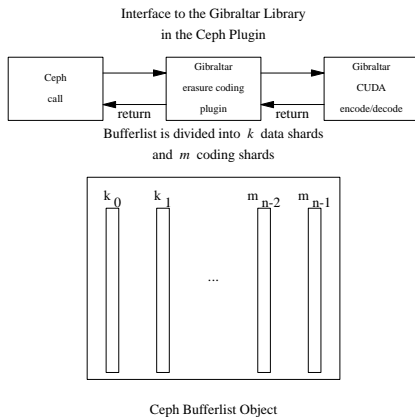 Interface to the Gibraltar Library
in the Ceph Plugin
Ceph
call
Gibraltar
erasure coding
plugin
Gibraltar
CUDA
encode/decode
return
return
Bufferlist is divided into k data shards
and m coding shards
k0 k1 mn-2 mn-1
...
Ceph Bufferlist Object